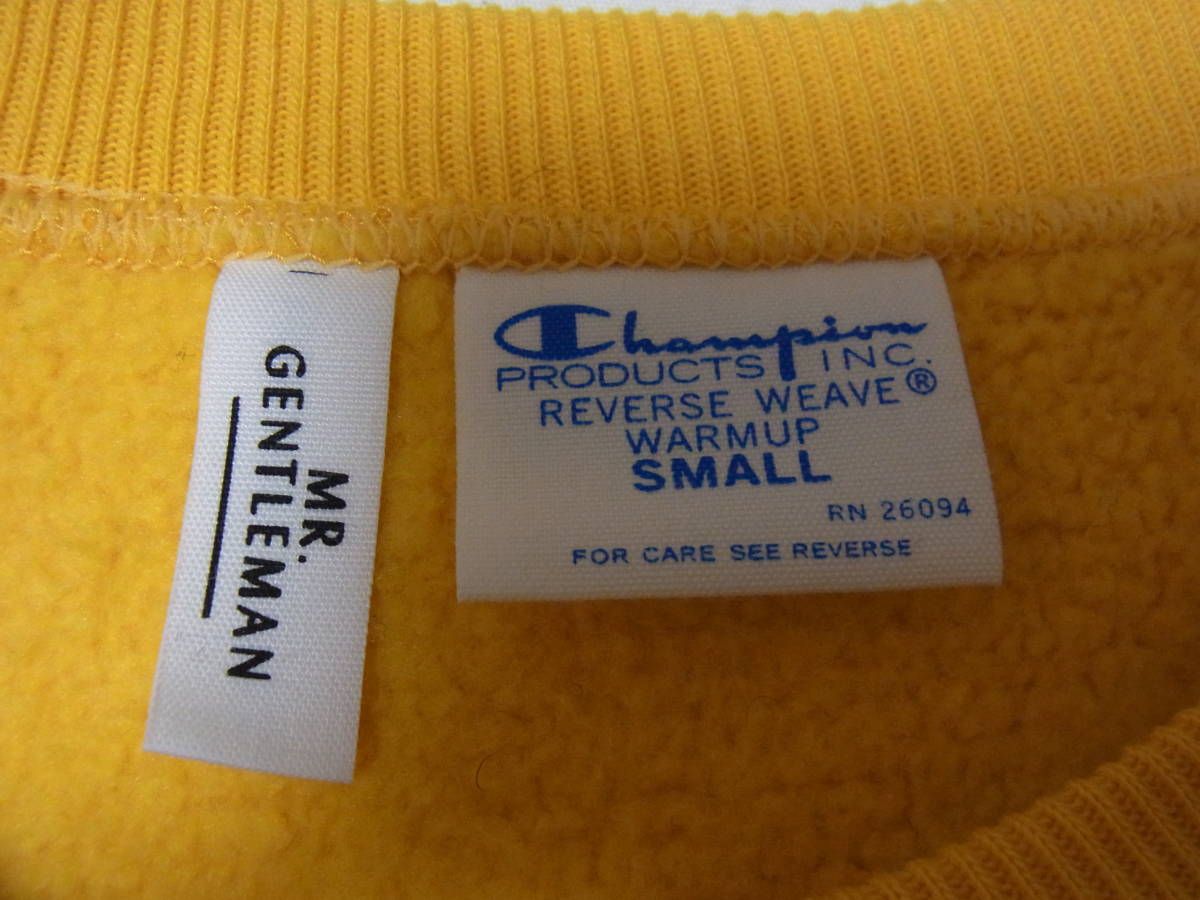 MR.
GENTLEMAN
Champion
PRODUCTS INC.
REVERSE WEAVE®
WARMUP
SMALL
RN 26094
FOR CARE SEE REVERSE